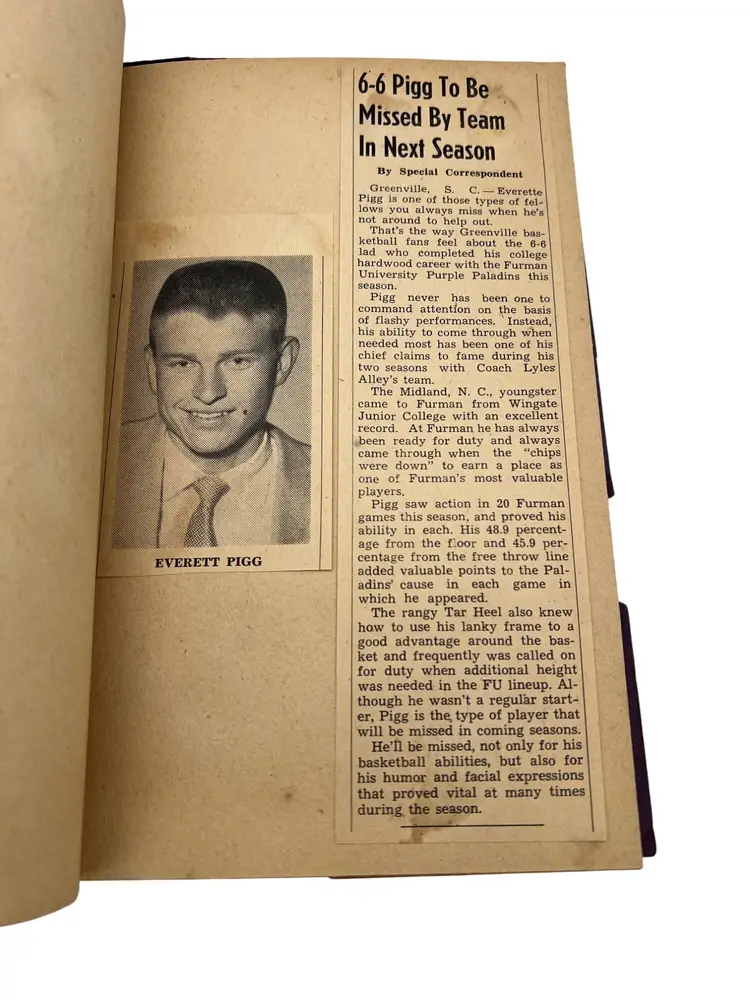 EVERETT PIGG
6-6 Pigg To Be
Missed By Team
In Next Season
By Special Correspondent
Greenville, S. C. — Everette
Pigg is one of those types of fel-
lows you always miss when he's
not around to help out.
That's the way Greenville bas-
ketball fans feel about the 6-6
lad who completed his college
hardwood career with the Furman
University Purple Paladins this
season.
Pigg never has been one to
command attention on the basis
of flashy performances. Instead,
his ability to come through when
needed most has been one of his
chief claims to fame during his
two seasons with Coach Lyles
Alley's team.
The Midland, N. C., youngster
came to Furman from Wingate
Junior College with an excellent
record. At Furman he has always
been ready for duty and always
came through when the "chips
were down" to earn a place as
one of Furman's most valuable
players.
Pigg saw action in 20 Furman
games this season, and proved his
ability in each. His 48.9 percent-
age from the floor and 45.9 per-
centage from the free throw line
added valuable points to the Pal-
adins' cause in each game in
which he appeared.
The rangy Tar Heel also knew
how to use his lanky frame to a
good advantage around the bas-
ket and frequently was called on
for duty when additional height
was needed in the FU lineup. Al-
though he wasn't a regular start-
er, Pigg is the type of player that
will be missed in coming seasons.
He'll be missed, not only for his
basketball abilities, but also for
his humor and facial expressions
that proved vital at many times
during the season.